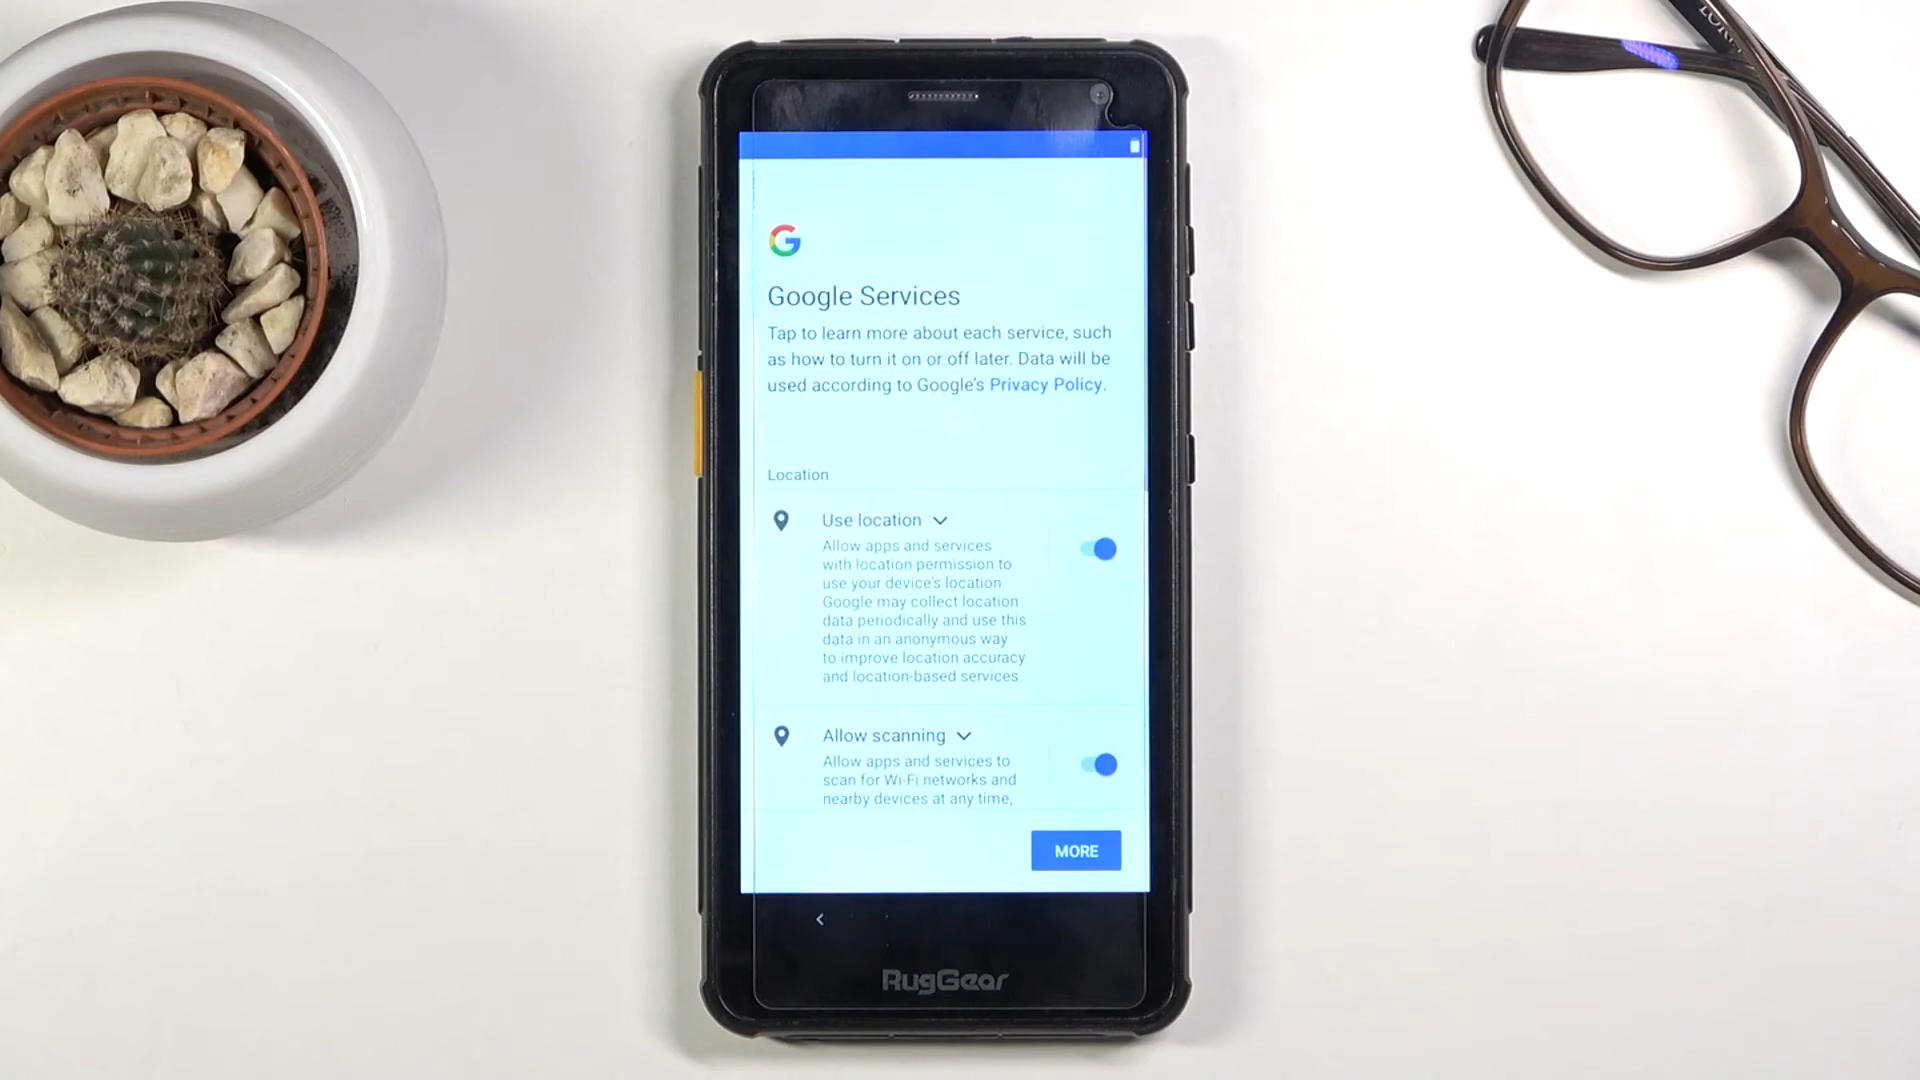 Google Services
Tap to learn more about each service, such
as how to turn it on or off later. Data will be
used according to Google's Privacy Policy.
Location
Use location
Allow apps and services
with location permission to
use your device's location.
Google may collect location
data periodically and use this
data in an anonymous way
to improve location accuracy
and location-based services.
Allow scanning
Allow apps and services to
scan for Wi-Fi networks and
nearby devices at any time,
MORE
RugGear